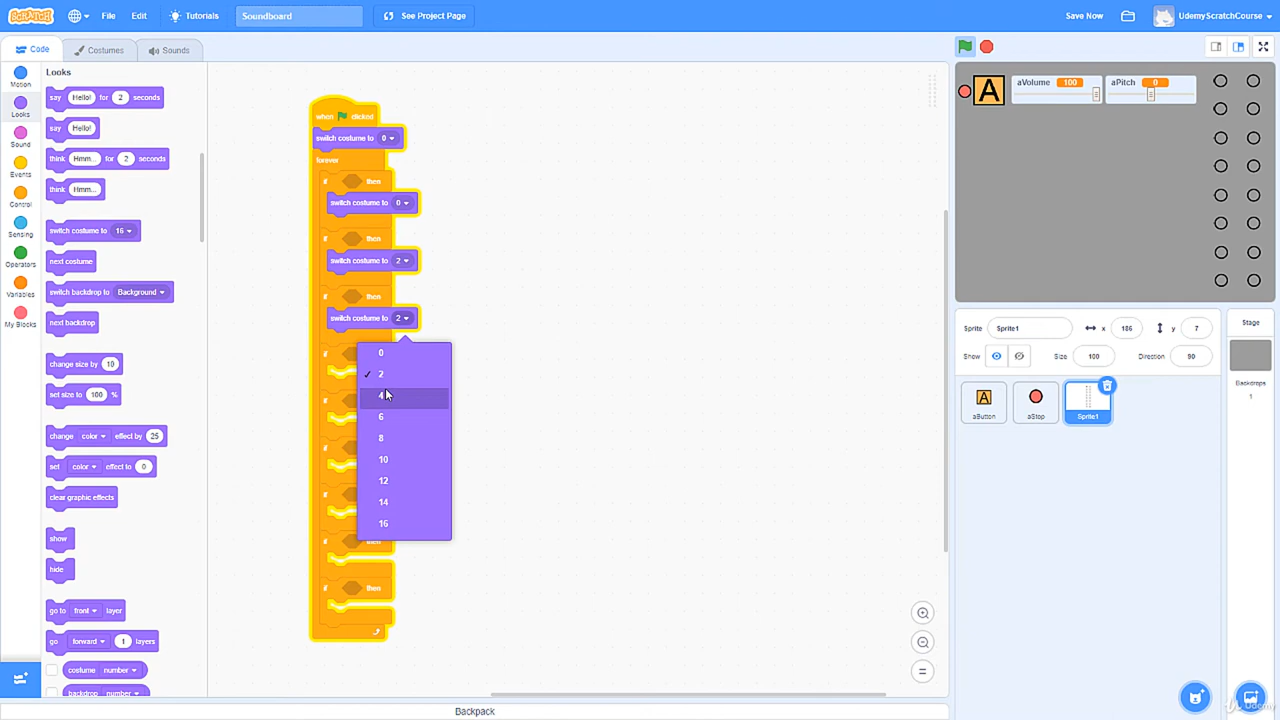 SCRATCH File Edit Tutorials Soundboard See Project Page Save Now UdemyScratchCourse
Code Costumes Sounds
Motion
Looks
Sound
Events
Control
Sensing
Operators
Variables
My Blocks
Looks
say Hello! for 2 seconds
say Hello!
think Hmm... for 2 seconds
think Hmm...
switch costume to 16
next costume
switch backdrop to Background
next backdrop
change size by 10
set size to 100 %
change color effect by 25
set color effect to 0
clear graphic effects
show
hide
go to front layer
go forward 1 layers
costume number
backdrop number
when clicked
switch costume to 0
forever
if then
switch costume to 0
if then
switch costume to 2
if then
switch costume to 2
0
2
4
6
8
10
12
14
16
if
if
if
if
if then
if then
A aVolume 100 aPitch 0
Sprite Sprite1 x 186 y 7
Show Size 100 Direction 90
A
aButton
aStop
Sprite1
Stage
Backdrops
1
Backpack
Udemy